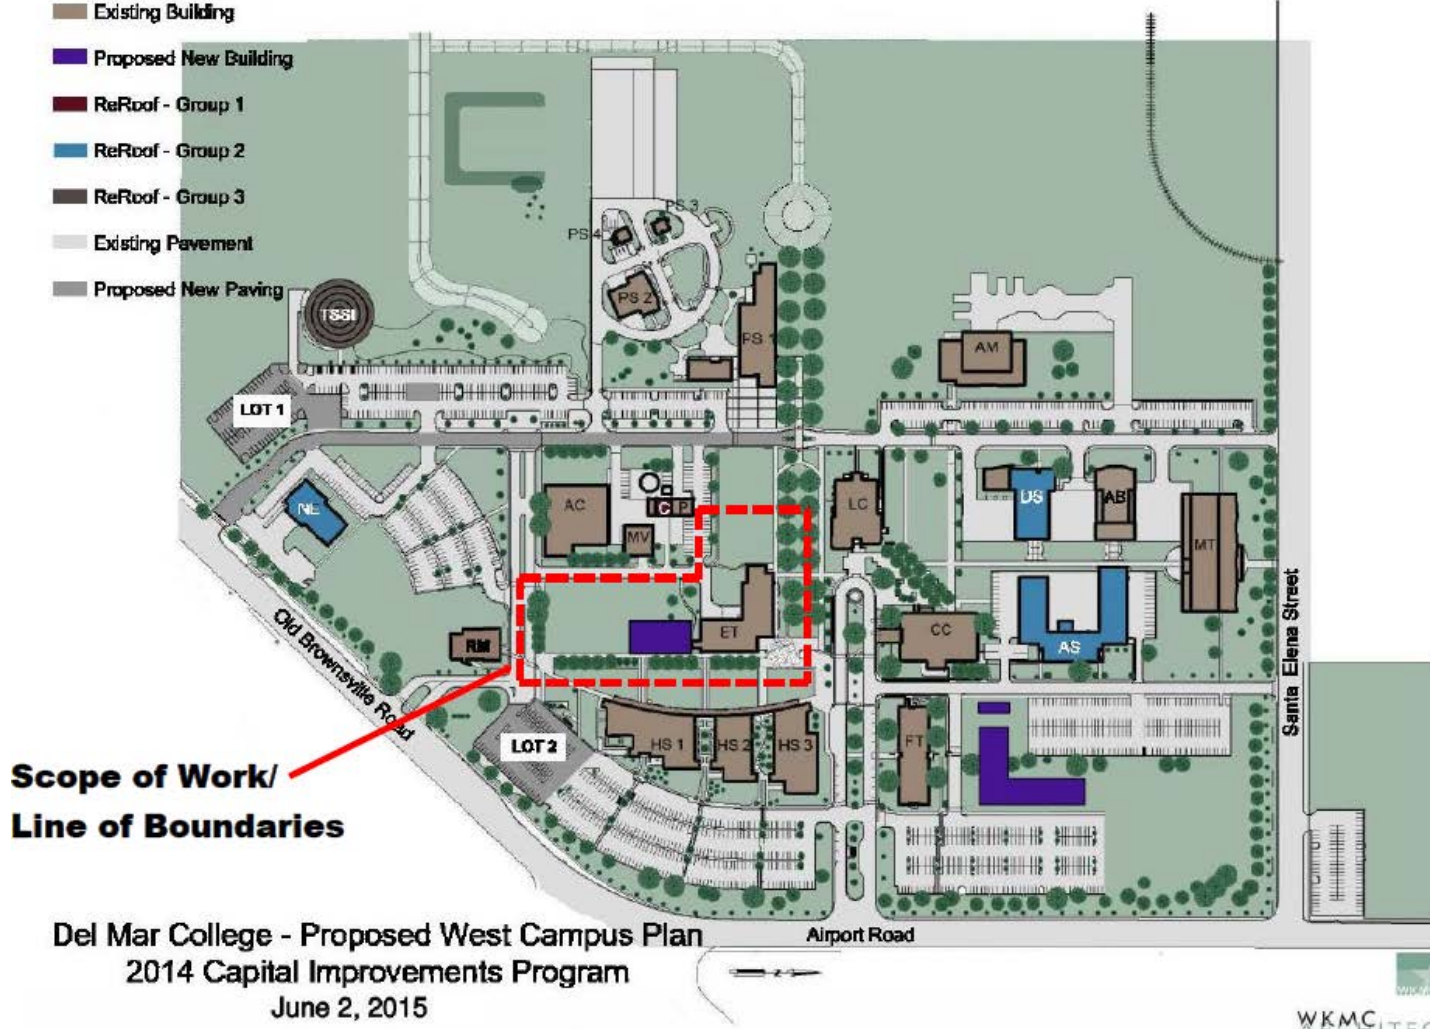 Existing Building
Proposed New Building
ReRoof - Group 1
ReRoof - Group 2
ReRoof - Group 3
Existing Pavement
Proposed New Paving
PS 3
PS 4
PS 2
TSSI
PS 1
AM
LOT 1
NE
AC
C
P
MV
LC
DS
AB
MT
ET
CC
AS
RM
Old Brownsville Road
Santa Elena Street
LOT 2
HS 1
HS 2
HS 3
FT
Scope of Work/
Line of Boundaries
Del Mar College - Proposed West Campus Plan
2014 Capital Improvements Program
June 2, 2015
Airport Road
z
WKMC